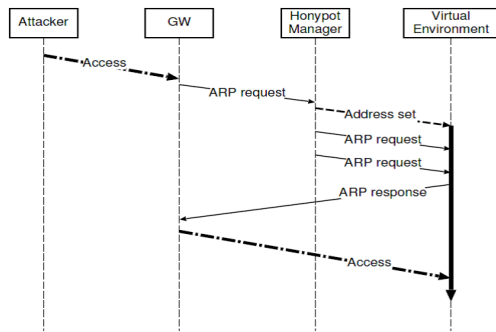 Attacker
GW
Honypot
Manager
Virtual
Environment
Access
ARP request
Address set
ARP request
ARP request
ARP response
Access